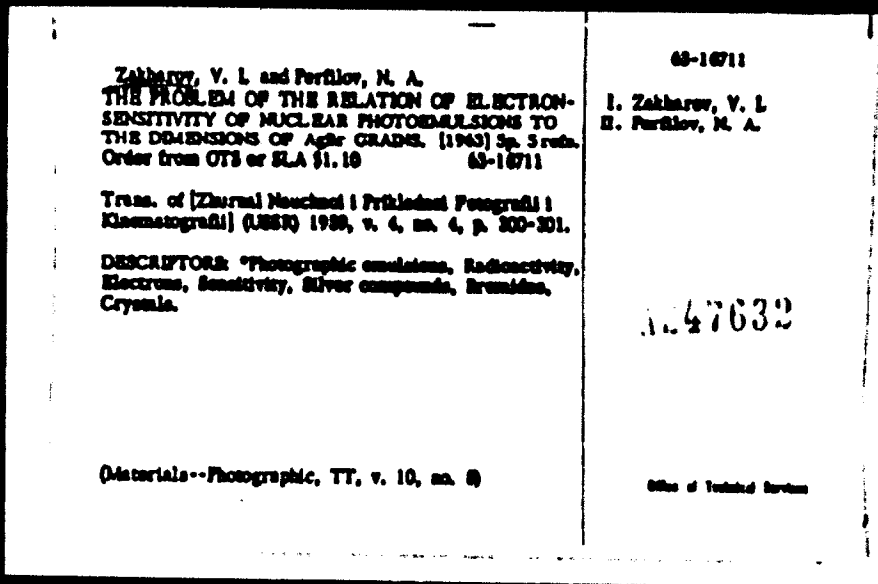 Zakharov, V. I. and Perfilov, N. A.
THE PROBLEM OF THE RELATION OF ELECTRON-
SENSITIVITY OF NUCLEAR PHOTOEMULSIONS TO
THE DIMENSIONS OF AgBr GRAINS. [1963] 3p. 5 refs.
Order from OTS or SLA $1.10 63-16711
Trans. of [Zhurnal Nauchnoi i Prikladnoi Fotografii i
Kinematografii] (USSR) v. 4, no. 4, p. 300-301.
DESCRIPTORS: *Photographic emulsions, Radioactivity,
Electrons, Sensitivity, Silver compounds, Bromides,
Crystals.
(Materials--Photographic, TT, v. 10, no. 8)
63-16711
I. Zakharov, V. I.
II. Perfilov, N. A.
47632
Office of Technical Services